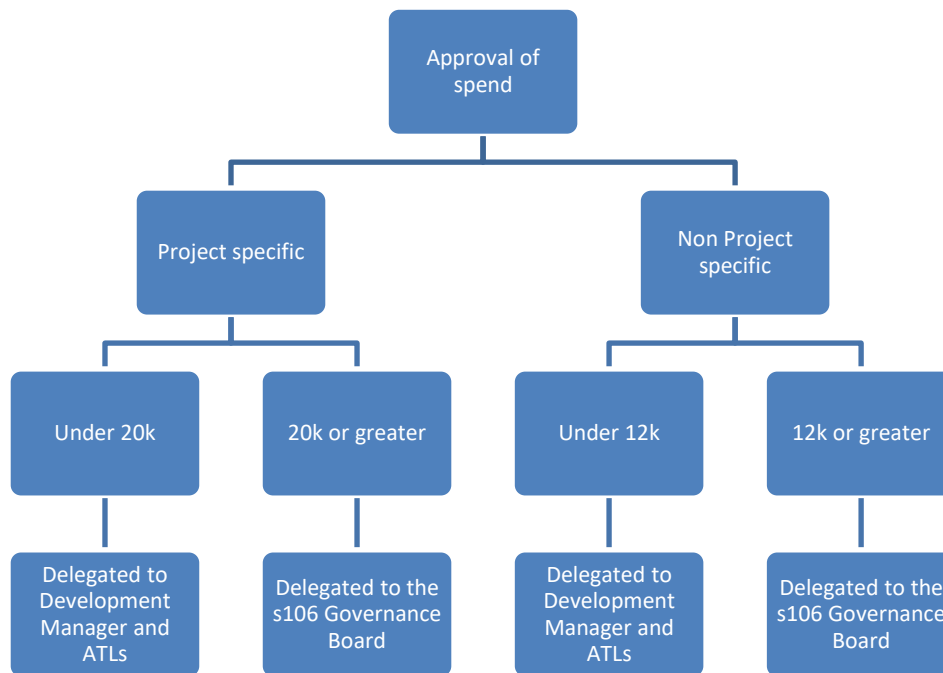 Approval of
spend
Project specific
Non Project
specific
Under 20k
20k or greater
Under 12k
12k or greater
Delegated to
Development
Manager and
ATLs
Delegated to the
s106 Governance
Board
Delegated to
Development
Manager and
ATLs
Delegated to the
s106 Governance
Board